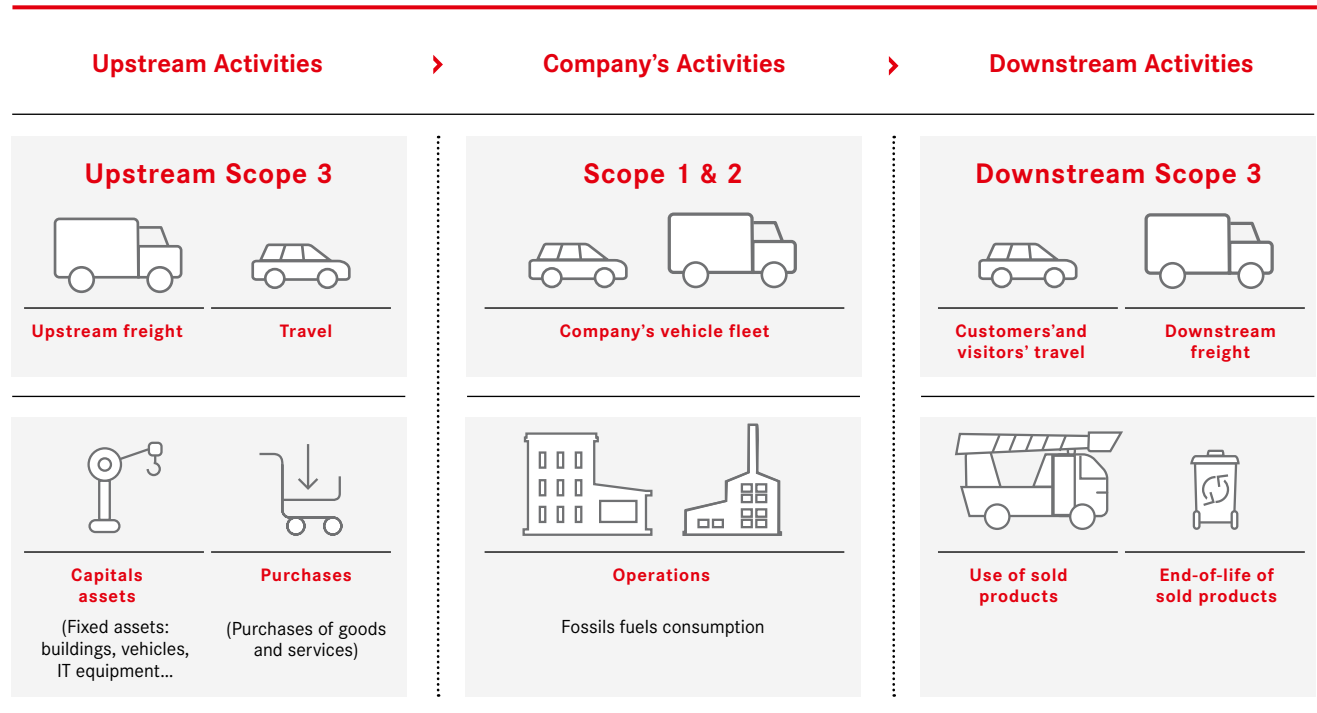 Upstream Activities
Company's Activities
Downstream Activities
Upstream Scope 3
Upstream freight
Travel
Capitals
assets
(Fixed assets:
buildings, vehicles,
IT equipment...
Purchases
(Purchases of goods
and services)
Scope 1 & 2
Company's vehicle fleet
Operations
Fossils fuels consumption
Downstream Scope 3
Customers'and
visitors' travel
Downstream
freight
Use of sold
products
End-of-life of
sold products